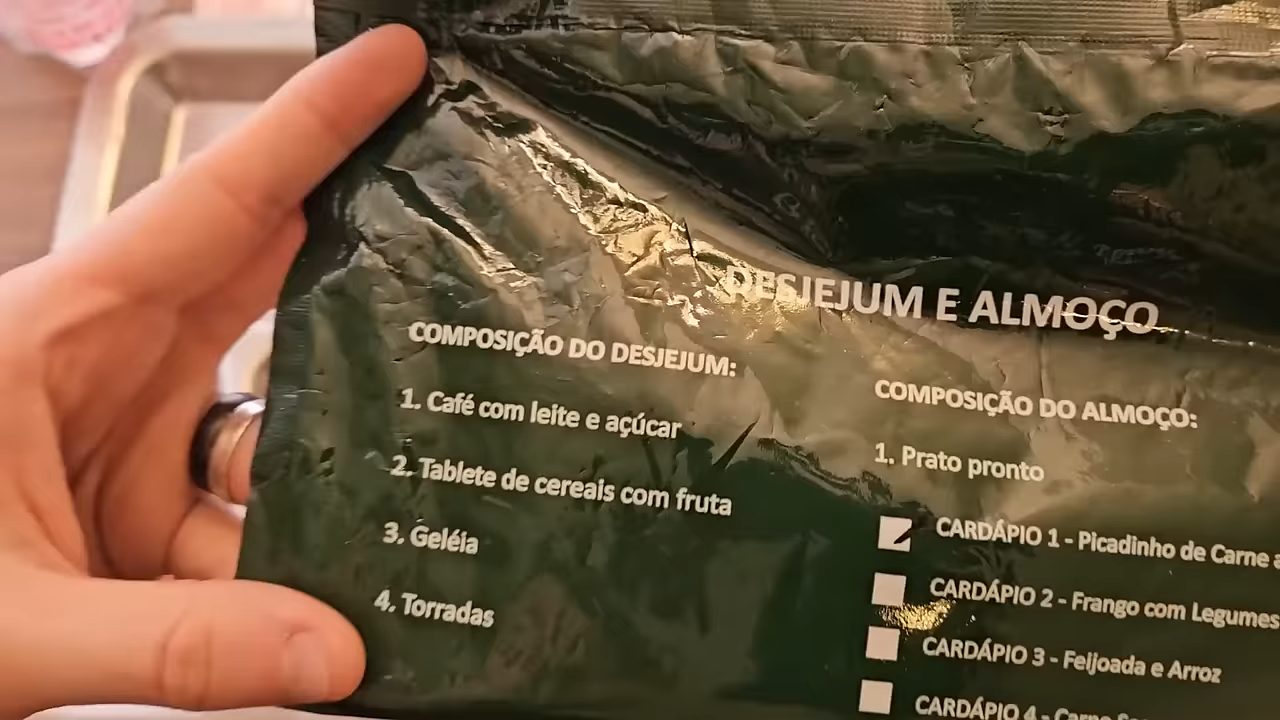 DESJEJUM E ALMOÇO
COMPOSIÇÃO DO DESJEJUM:
1. Café com leite e açúcar
2. Tablete de cereais com fruta
3. Geléia
4. Torradas
COMPOSIÇÃO DO ALMOÇO:
1. Prato pronto
CARDÁPIO 1 - Picadinho de Carne
CARDÁPIO 2 - Frango com Legumes
CARDÁPIO 3 - Feijoada e Arroz
CARDÁPIO 4 - Carne